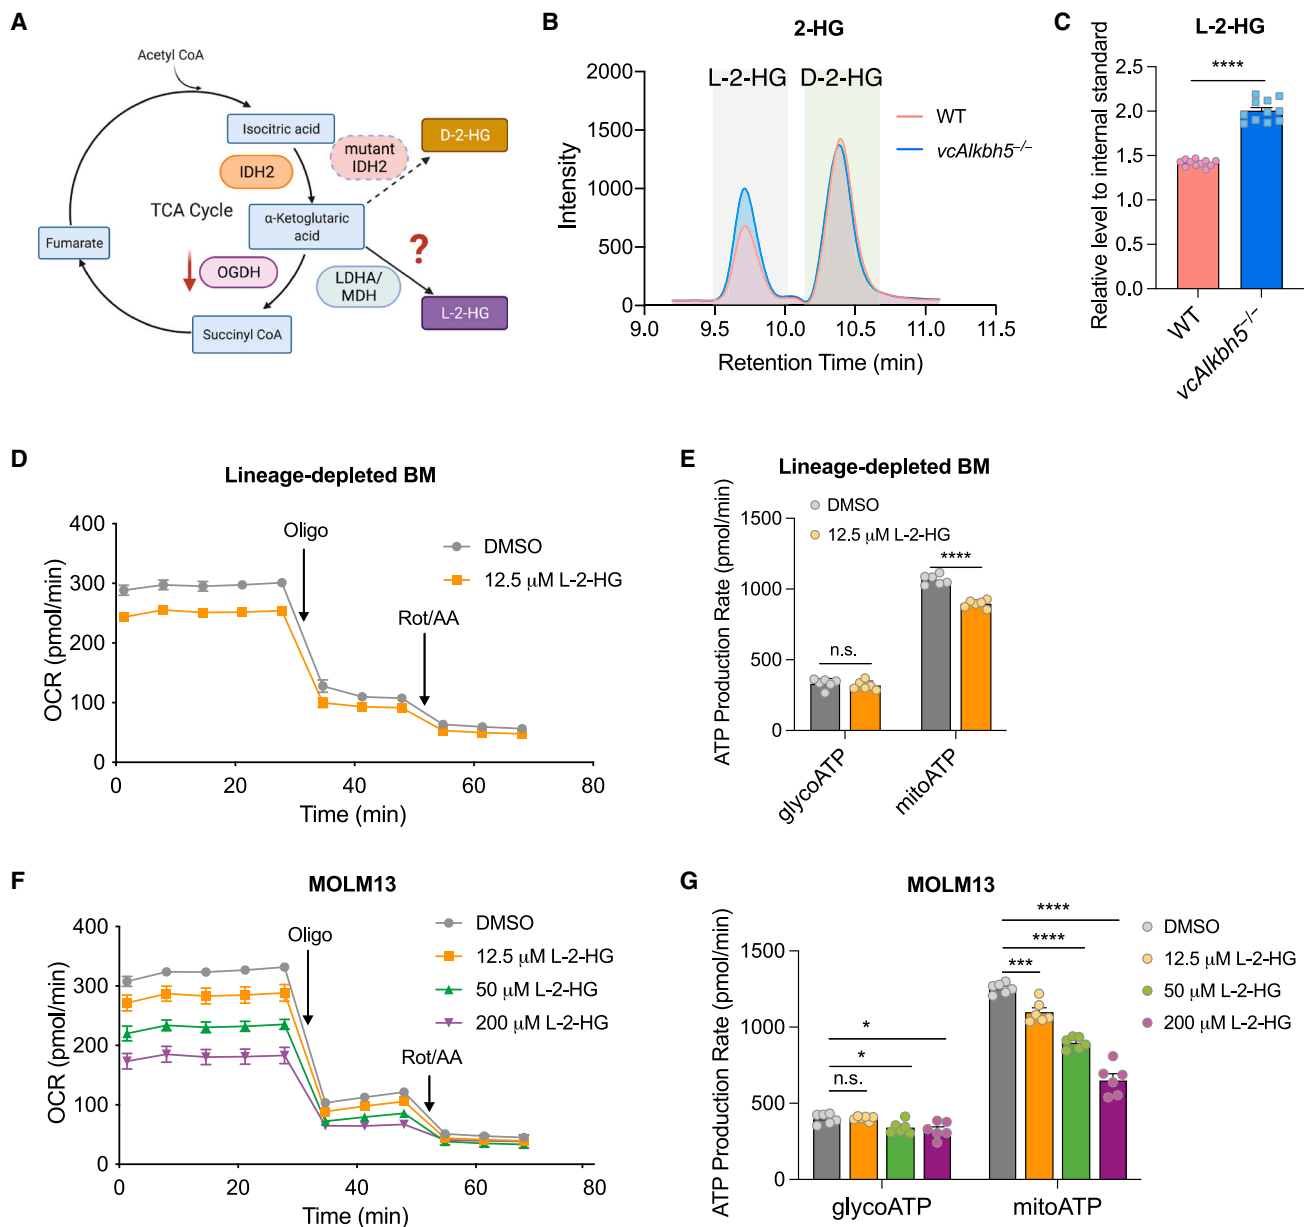 A
Acetyl CoA
Isocitric acid
mutant
IDH2
D-2-HG
IDH2
TCA Cycle
α-Ketoglutaric
acid
Fumarate
OGDH
LDHA/
MDH
?
L-2-HG
Succinyl CoA
B
2-HG
L-2-HG
D-2-HG
WT
vcAlkbh5–/–
Intensity
2000
1500
1000
500
0
9.0 9.5 10.0 10.5 11.0 11.5
Retention Time (min)
C
L-2-HG
****
Relative level to internal standard
2.5
2.0
1.5
1.0
0.5
0.0
WT
vcAlkbh5–/–
D
Lineage-depleted BM
OCR (pmol/min)
400
300
200
100
0
Oligo
Rot/AA
DMSO
12.5 μM L-2-HG
0 20 40 60 80
Time (min)
E
Lineage-depleted BM
ATP Production Rate (pmol/min)
DMSO
12.5 μM L-2-HG
1500
1000
500
0
n.s.
****
glycoATP
mitoATP
F
MOLM13
OCR (pmol/min)
400
300
200
100
0
Oligo
Rot/AA
DMSO
12.5 μM L-2-HG
50 μM L-2-HG
200 μM L-2-HG
0 20 40 60 80
Time (min)
G
MOLM13
ATP Production Rate (pmol/min)
1500
1000
500
0
*
*
n.s.
****
****
***
DMSO
12.5 μM L-2-HG
50 μM L-2-HG
200 μM L-2-HG
glycoATP
mitoATP